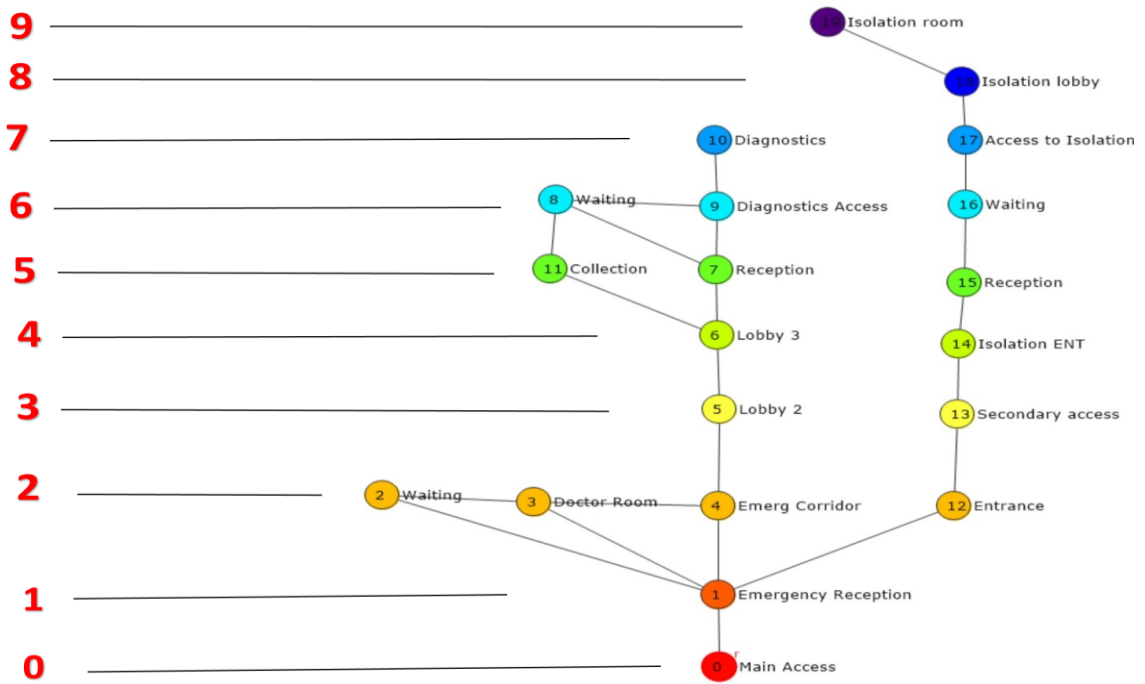 9 19 Isolation room
8 18 Isolation lobby
7 10 Diagnostics 17 Access to Isolation
6 8 Waiting 9 Diagnostics Access 16 Waiting
5 11 Collection 7 Reception 15 Reception
4 6 Lobby 3 14 Isolation ENT
3 5 Lobby 2 13 Secondary access
2 2 Waiting 3 Doctor Room 4 Emerg Corridor 12 Entrance
1 1 Emergency Reception
r
0 0 Main Access